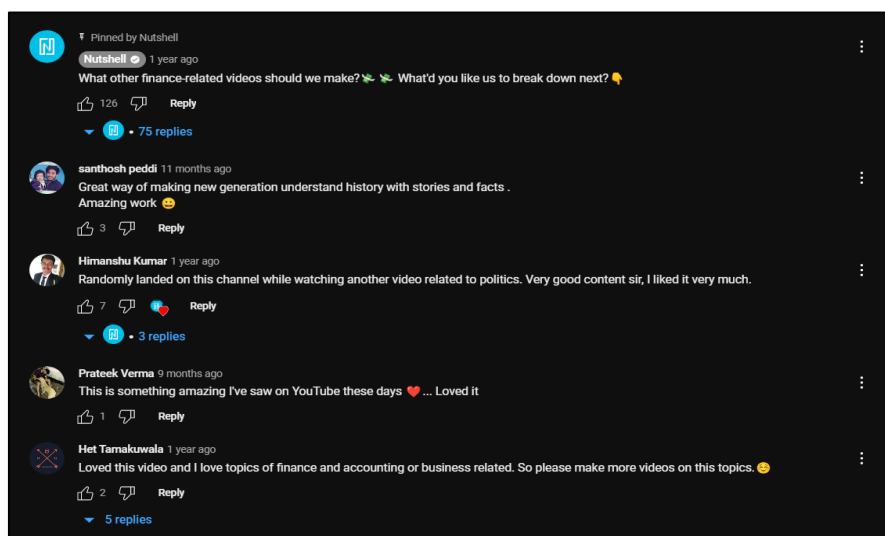 Pinned by Nutshell
Nutshell 1 year ago
What other finance-related videos should we make?💸 💸 What'd you like us to break down next?👇
126 Reply
75 replies
santhosh peddi 11 months ago
Great way of making new generation understand history with stories and facts .
Amazing work 😀
3 Reply
Himanshu Kumar 1 year ago
Randomly landed on this channel while watching another video related to politics. Very good content sir, I liked it very much.
7 Reply
3 replies
Prateek Verma 9 months ago
This is something amazing I've saw on YouTube these days ❤️ ... Loved it
1 Reply
Het Tamakuwala 1 year ago
Loved this video and I love topics of finance and accounting or business related. So please make more videos on this topics.😊
2 Reply
5 replies